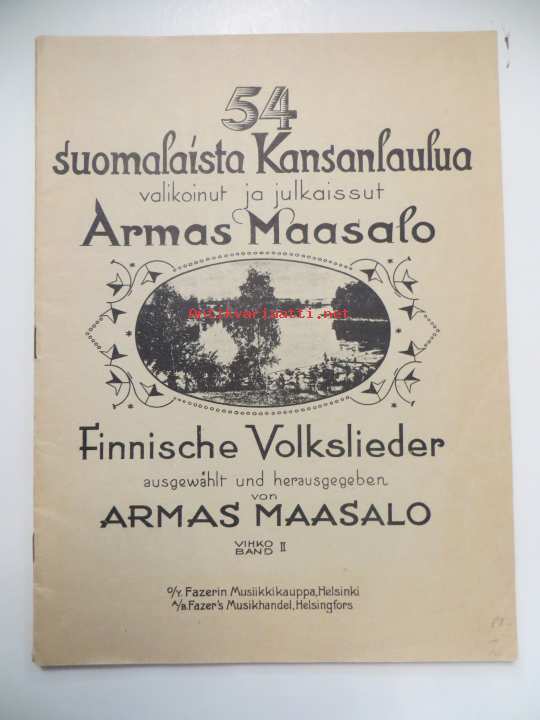 54
Suomalaista Kansanlaulua
valikoinut ja julkaissut
Armas Maasalo
Antikvariaatti.net
Finnische Volkslieder
ausgewählt und herausgegeben
von
ARMAS MAASALO
VIHKO
BAND II
O/Y. Fazerin Musiikkikauppa, Helsinki
A/B. Fazer's Musikhandel, Helsingfors